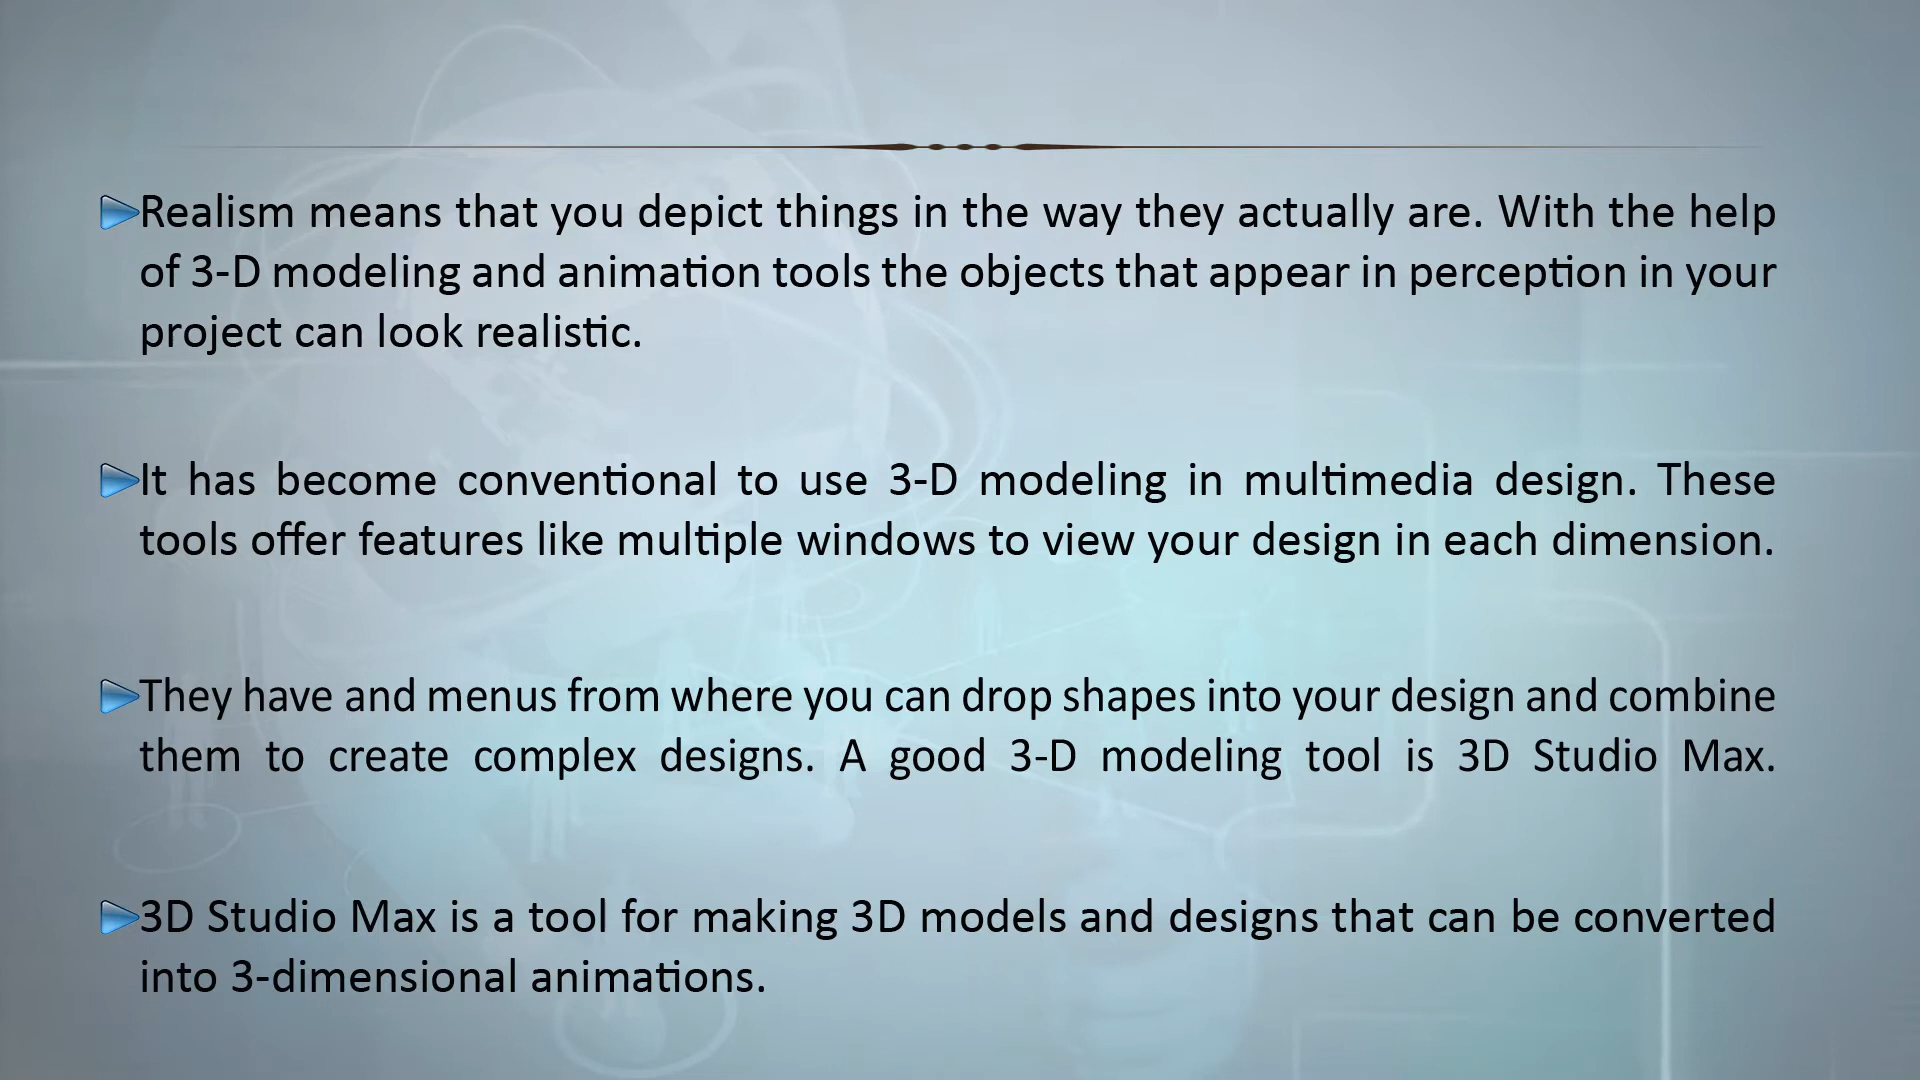 Realism means that you depict things in the way they actually are. With the help
of 3-D modeling and animation tools the objects that appear in perception in your
project can look realistic.
It has become conventional to use 3-D modeling in multimedia design. These
tools offer features like multiple windows to view your design in each dimension.
They have and menus from where you can drop shapes into your design and combine
them to create complex designs. A good 3-D modeling tool is 3D Studio Max.
3D Studio Max is a tool for making 3D models and designs that can be converted
into 3-dimensional animations.